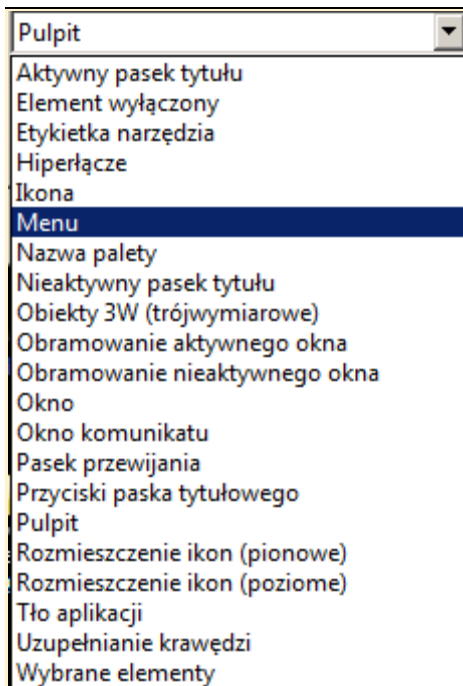 Pulpit
Aktywny pasek tytułu
Element wyłączony
Etykietka narzędzia
Hiperłącze
Ikona
Menu
Nazwa palety
Nieaktywny pasek tytułu
Obiekty 3W (trójwymiarowe)
Obramowanie aktywnego okna
Obramowanie nieaktywnego okna
Okno
Okno komunikatu
Pasek przewijania
Przyciski paska tytułowego
Pulpit
Rozmieszczenie ikon (pionowe)
Rozmieszczenie ikon (poziome)
Tło aplikacji
Uzupełnianie krawędzi
Wybrane elementy